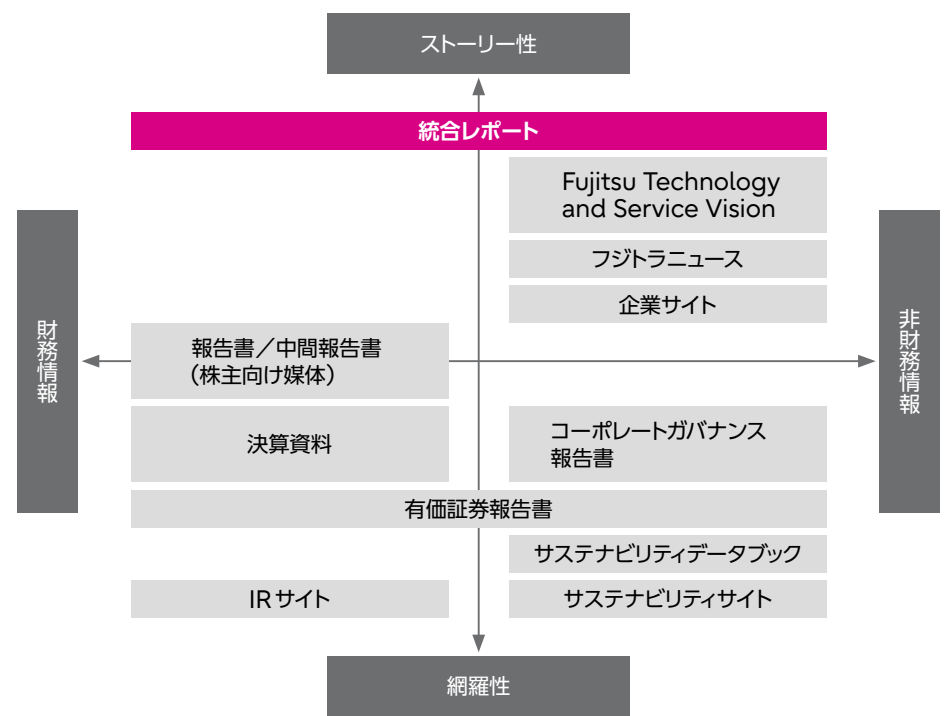 ストーリー性
統合レポート
Fujitsu Technology
and Service Vision
フジトラニュース
企業サイト
財務情報
非財務情報
報告書／中間報告書
（株主向け媒体）
決算資料
コーポレートガバナンス
報告書
有価証券報告書
サステナビリティデータブック
IRサイト
サステナビリティサイト
網羅性